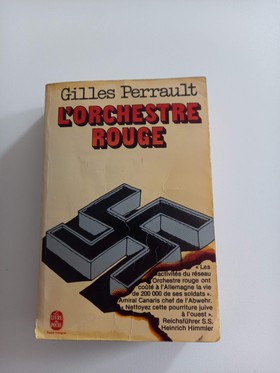 Gilles Perrault
L'ORCHESTRE
ROUGE
« Les
activités du réseau
Orchestre rouge ont
coûté à l'Allemagne la vie
de 200 000 de ses soldats ».
Amiral Canaris chef de l'Abwehr.
« Nettoyez cette pourriture juive
à l'ouest ».
Reichsführer S.S.
Heinrich Himmler
LE LIVRE
DE POCHE